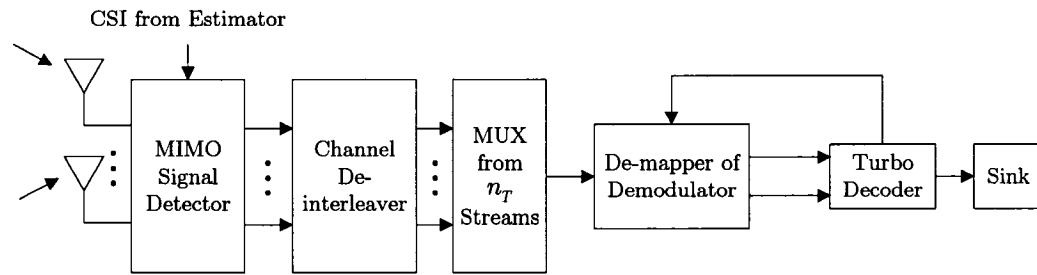 CSI from Estimator
MIMO
Signal
Detector
Channel
De-
interleaver
MUX
from
n_T
Streams
De-mapper of
Demodulator
Turbo
Decoder
Sink